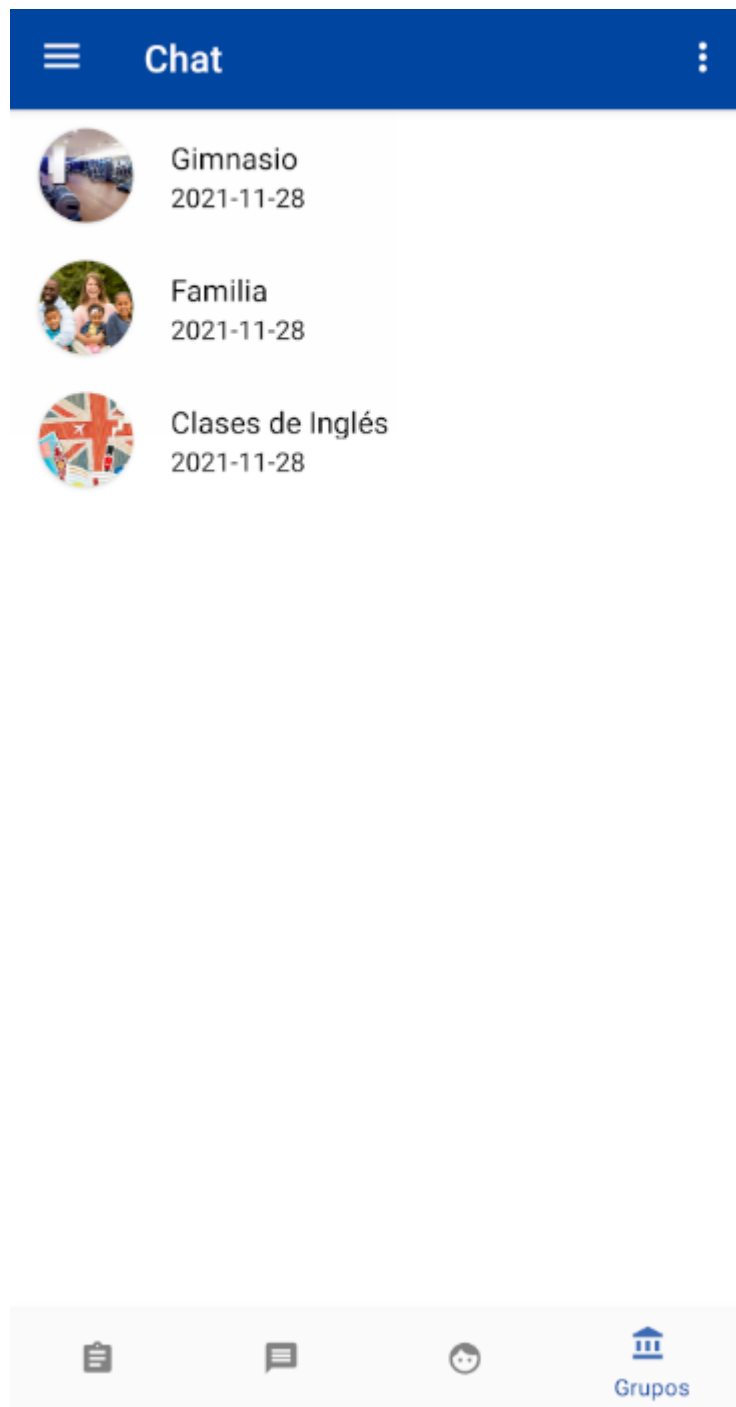 Chat
Gimnasio
2021-11-28
Familia
2021-11-28
Clases de Inglés
2021-11-28
Grupos